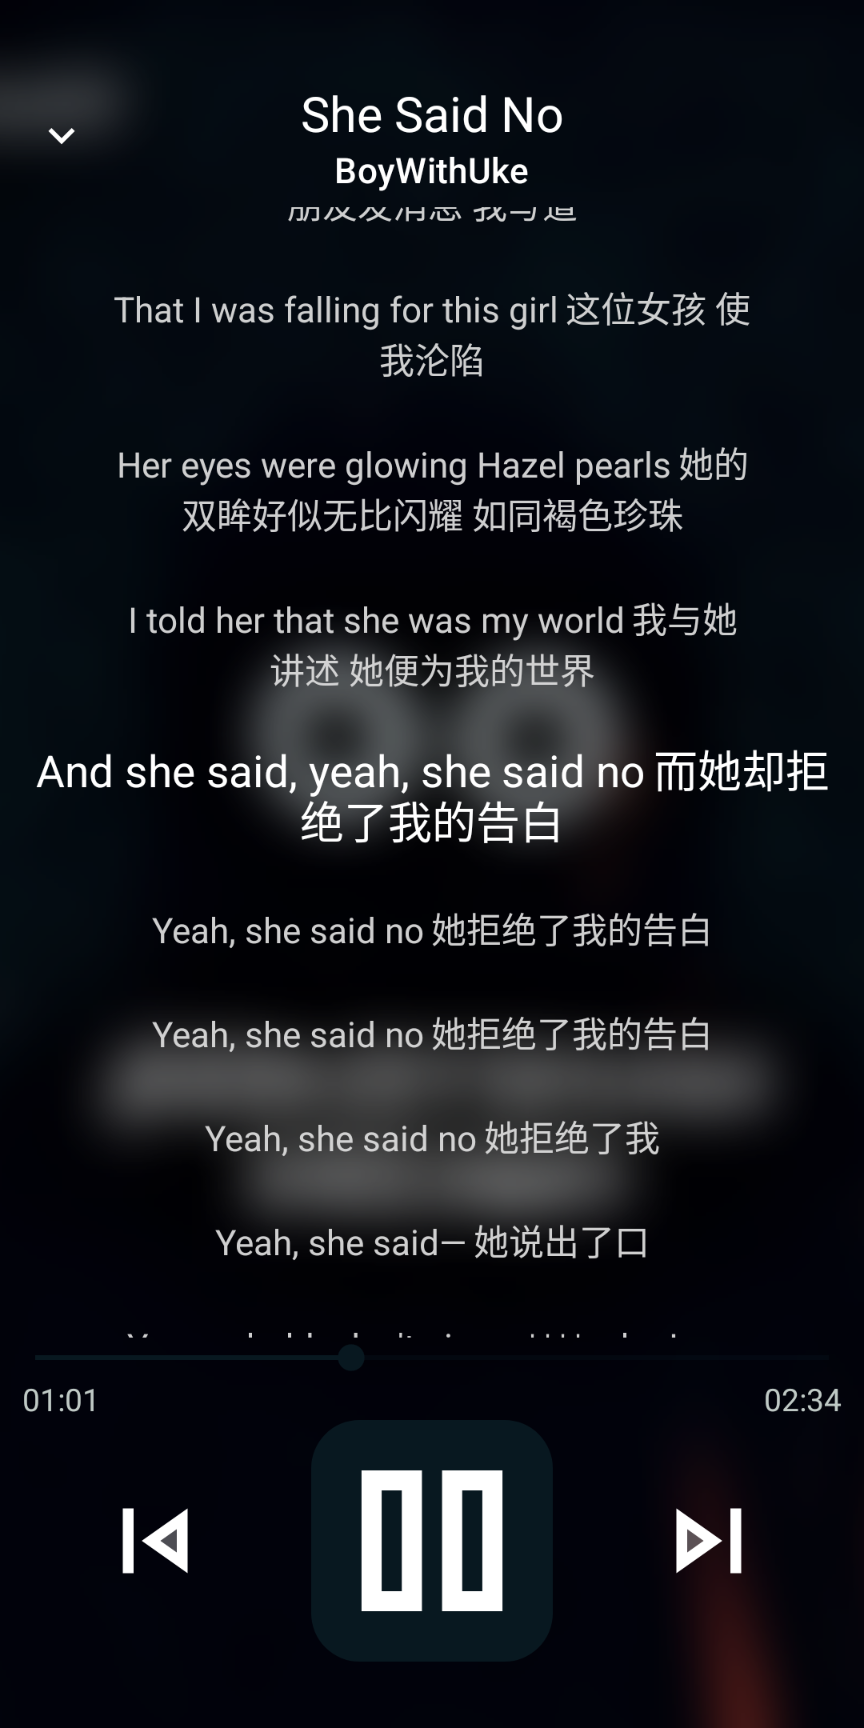 She Said No
BoyWithUke
That I was falling for this girl 这位女孩 使
我沦陷
Her eyes were glowing Hazel pearls 她的
双眸好似无比闪耀 如同褐色珍珠
I told her that she was my world 我与她
讲述 她便为我的世界
And she said, yeah, she said no 而她却拒
绝了我的告白
Yeah, she said no 她拒绝了我的告白
Yeah, she said no 她拒绝了我的告白
Yeah, she said no 她拒绝了我
Yeah, she said— 她说出了口
01:01
02:34